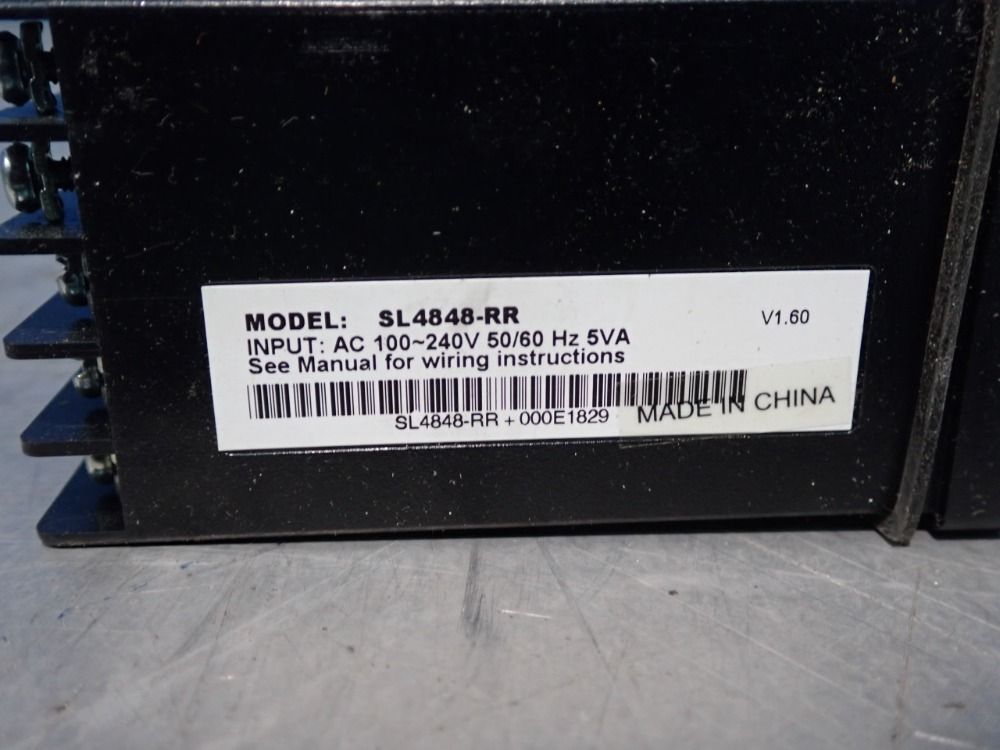 MODEL: SL4848-RR V1.60
INPUT: AC 100~240V 50/60 Hz 5VA
See Manual for wiring instructions
SL4848-RR + 000E1829 MADE IN CHINA